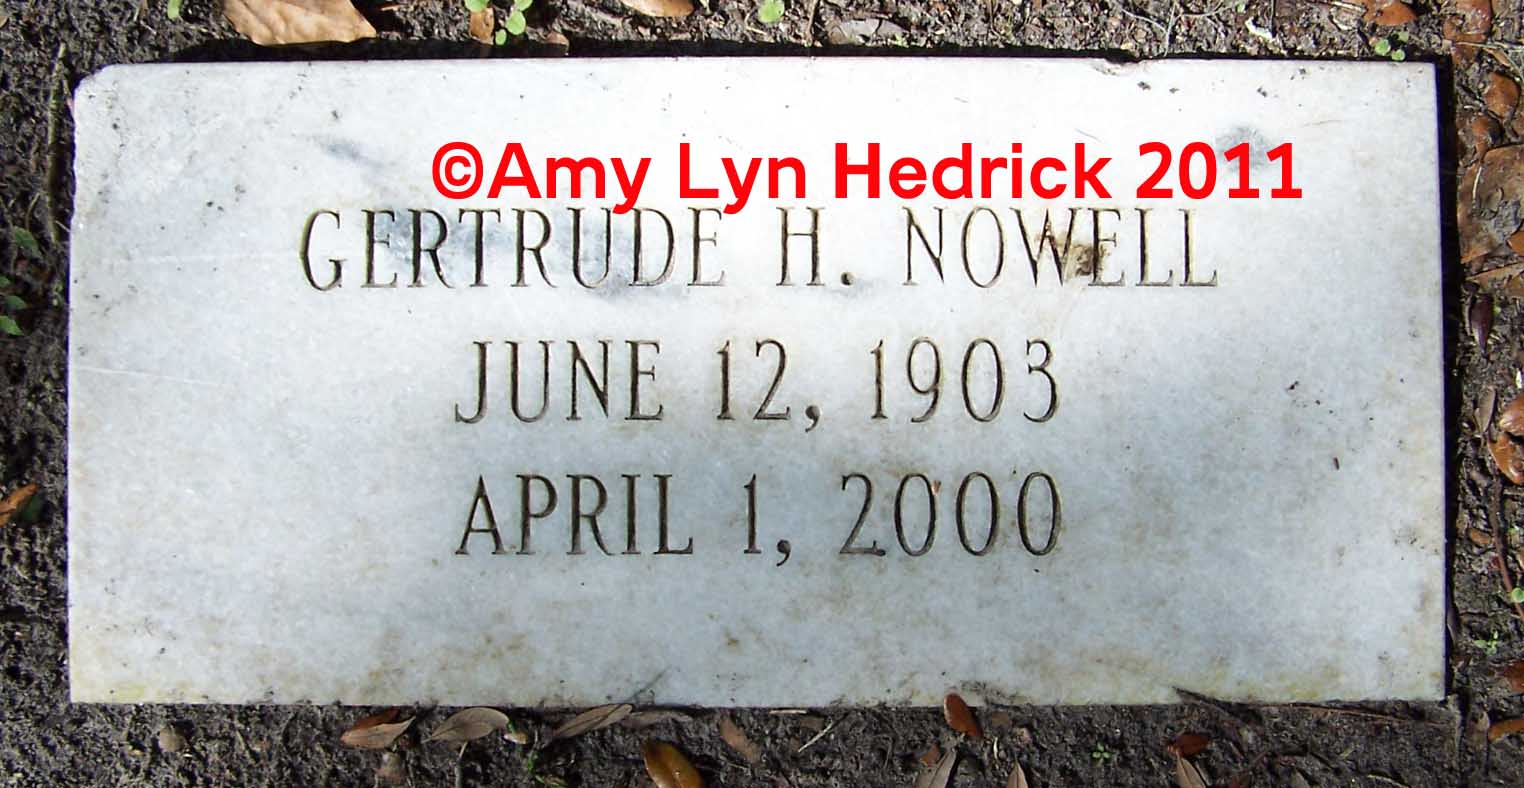 ©Amy Lyn Hedrick 2011
GERTRUDE H. NOWELL
JUNE 12, 1903
APRIL 1, 2000